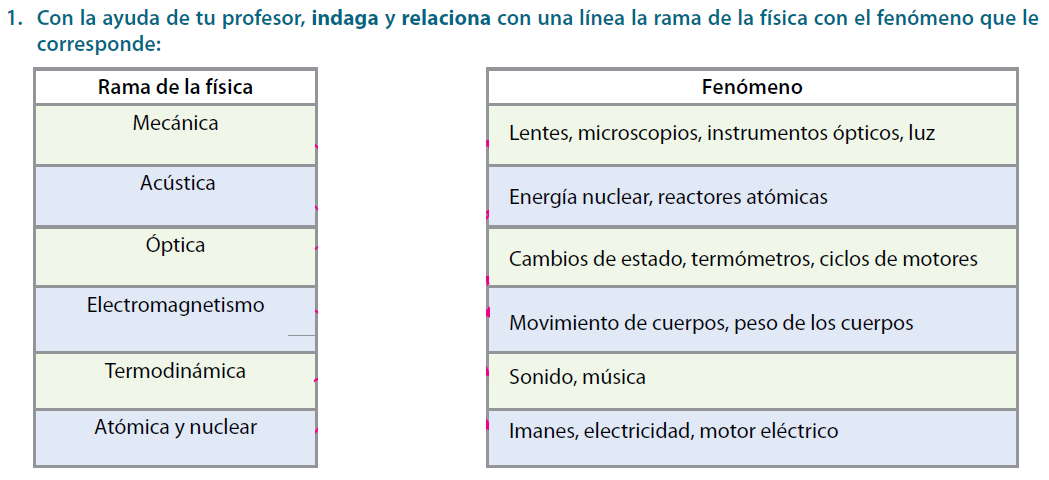 1. Con la ayuda de tu profesor, indaga y relaciona con una línea la rama de la física con el fenómeno que le
corresponde:
Rama de la física
Mecánica
Acústica
Óptica
Electromagnetismo
Termodinámica
Atómica y nuclear
Fenómeno
Lentes, microscopios, instrumentos ópticos, luz
Energía nuclear, reactores atómicas
Cambios de estado, termómetros, ciclos de motores
Movimiento de cuerpos, peso de los cuerpos
Sonido, música
Imanes, electricidad, motor eléctrico